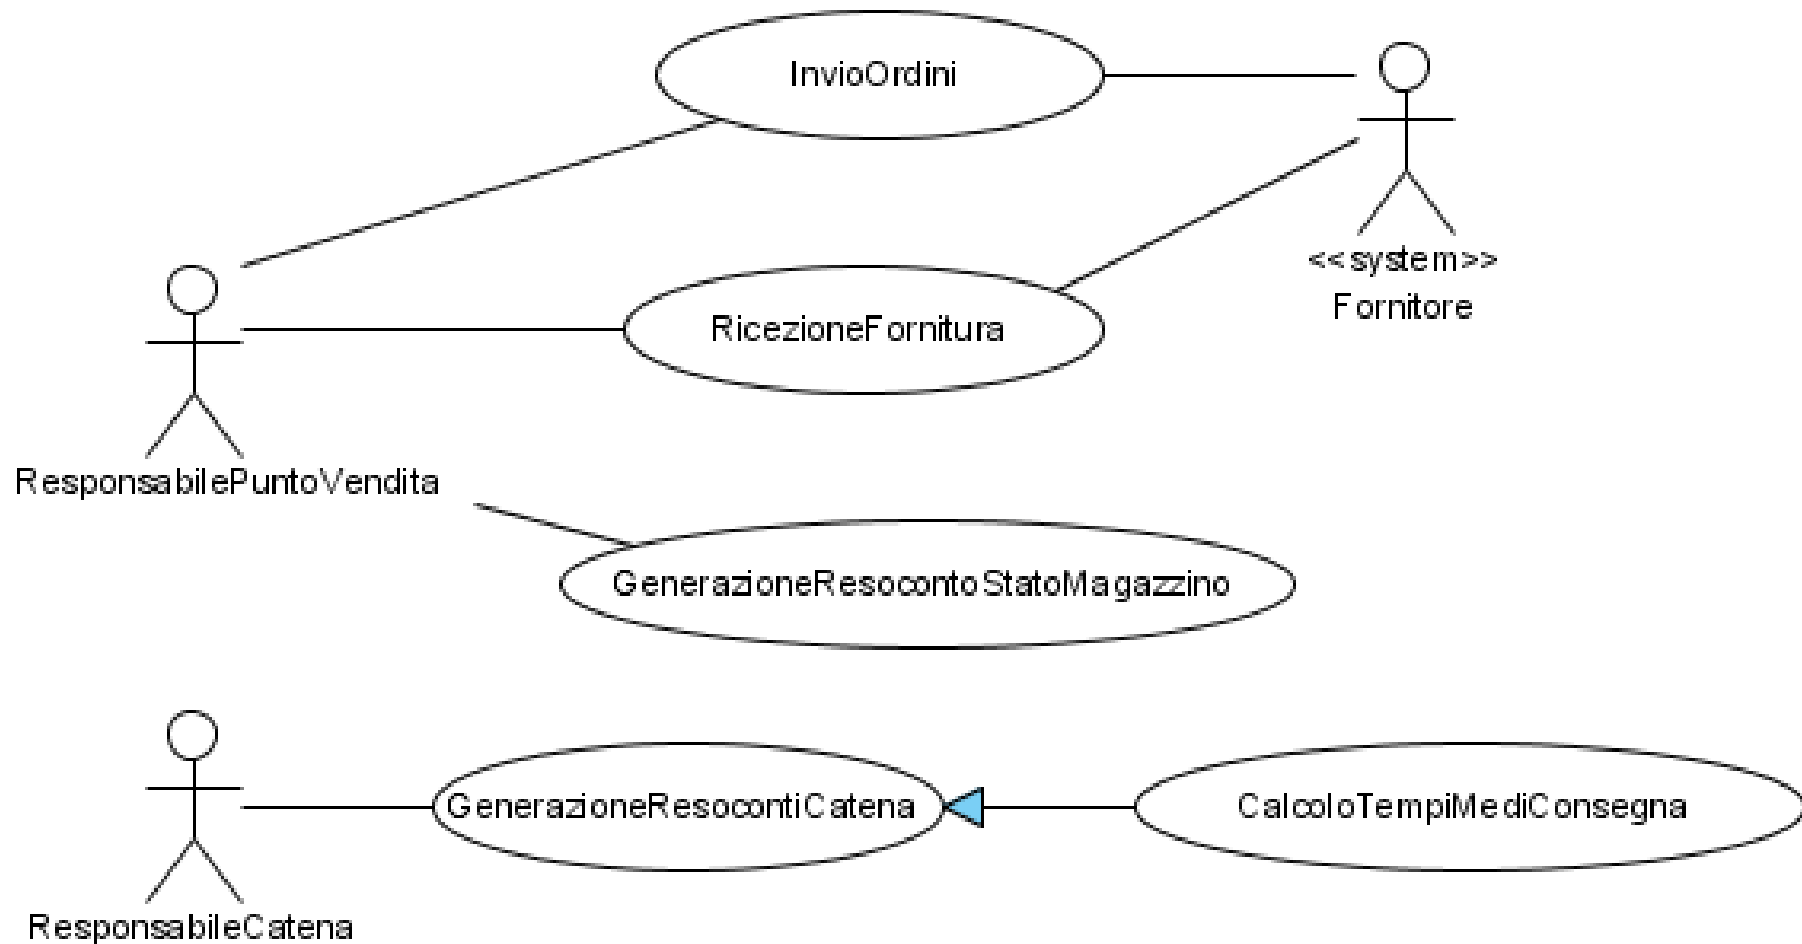 InvioOrdini
<<system>>
Fornitore
RicezioneFornitura
ResponsabilePuntoVendita
GenerazioneResocontoStatoMagazzino
GenerazioneResocontiCatena
CalcoloTempiMediConsegna
ResponsabileCatena